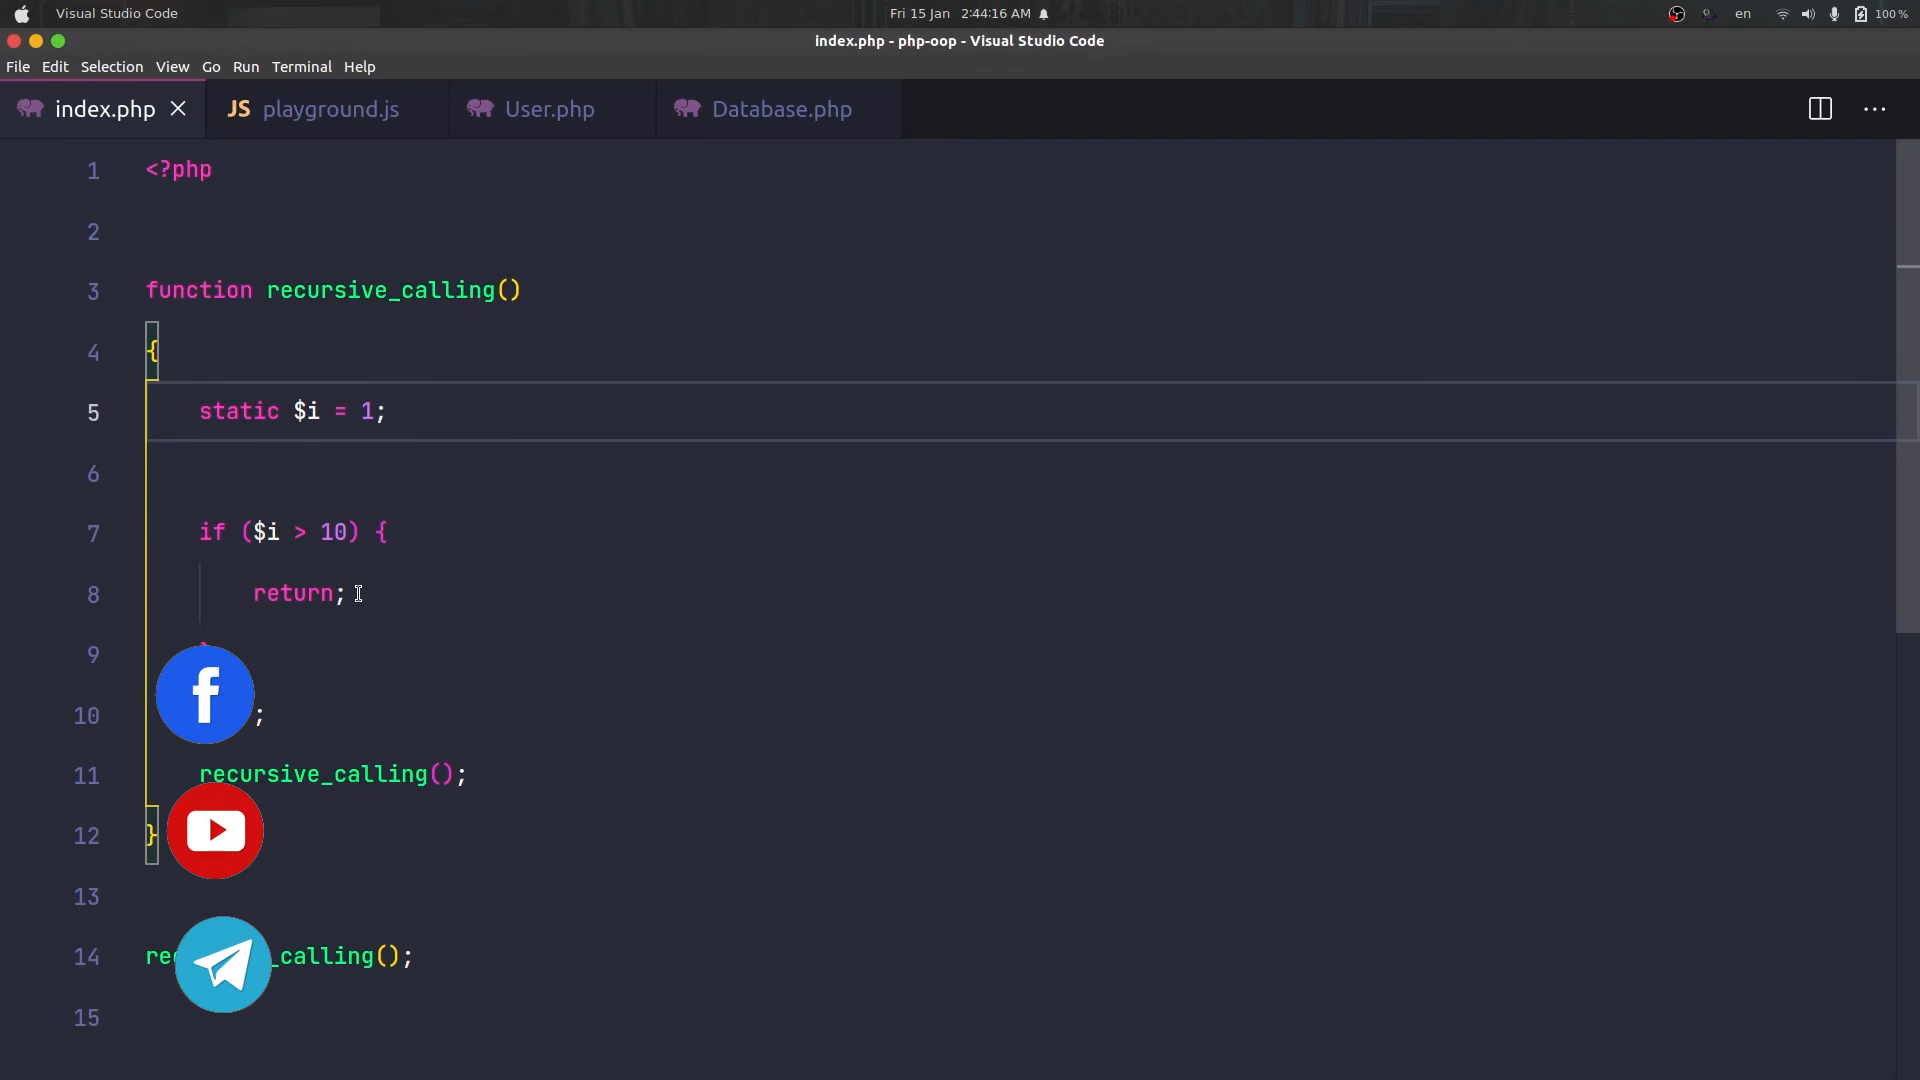 Visual Studio Code
Fri 15 Jan 2:44:16 AM
en
100 %
index.php - php-oop - Visual Studio Code
File Edit Selection View Go Run Terminal Help
index.php
JS playground.js
User.php
Database.php
1 <?php
2
3 function recursive_calling()
4 {
5 static $i = 1;
6
7 if ($i > 10) {
8 return;
9
10 ;
11 recursive_calling();
12 }
13
14 _calling();
15